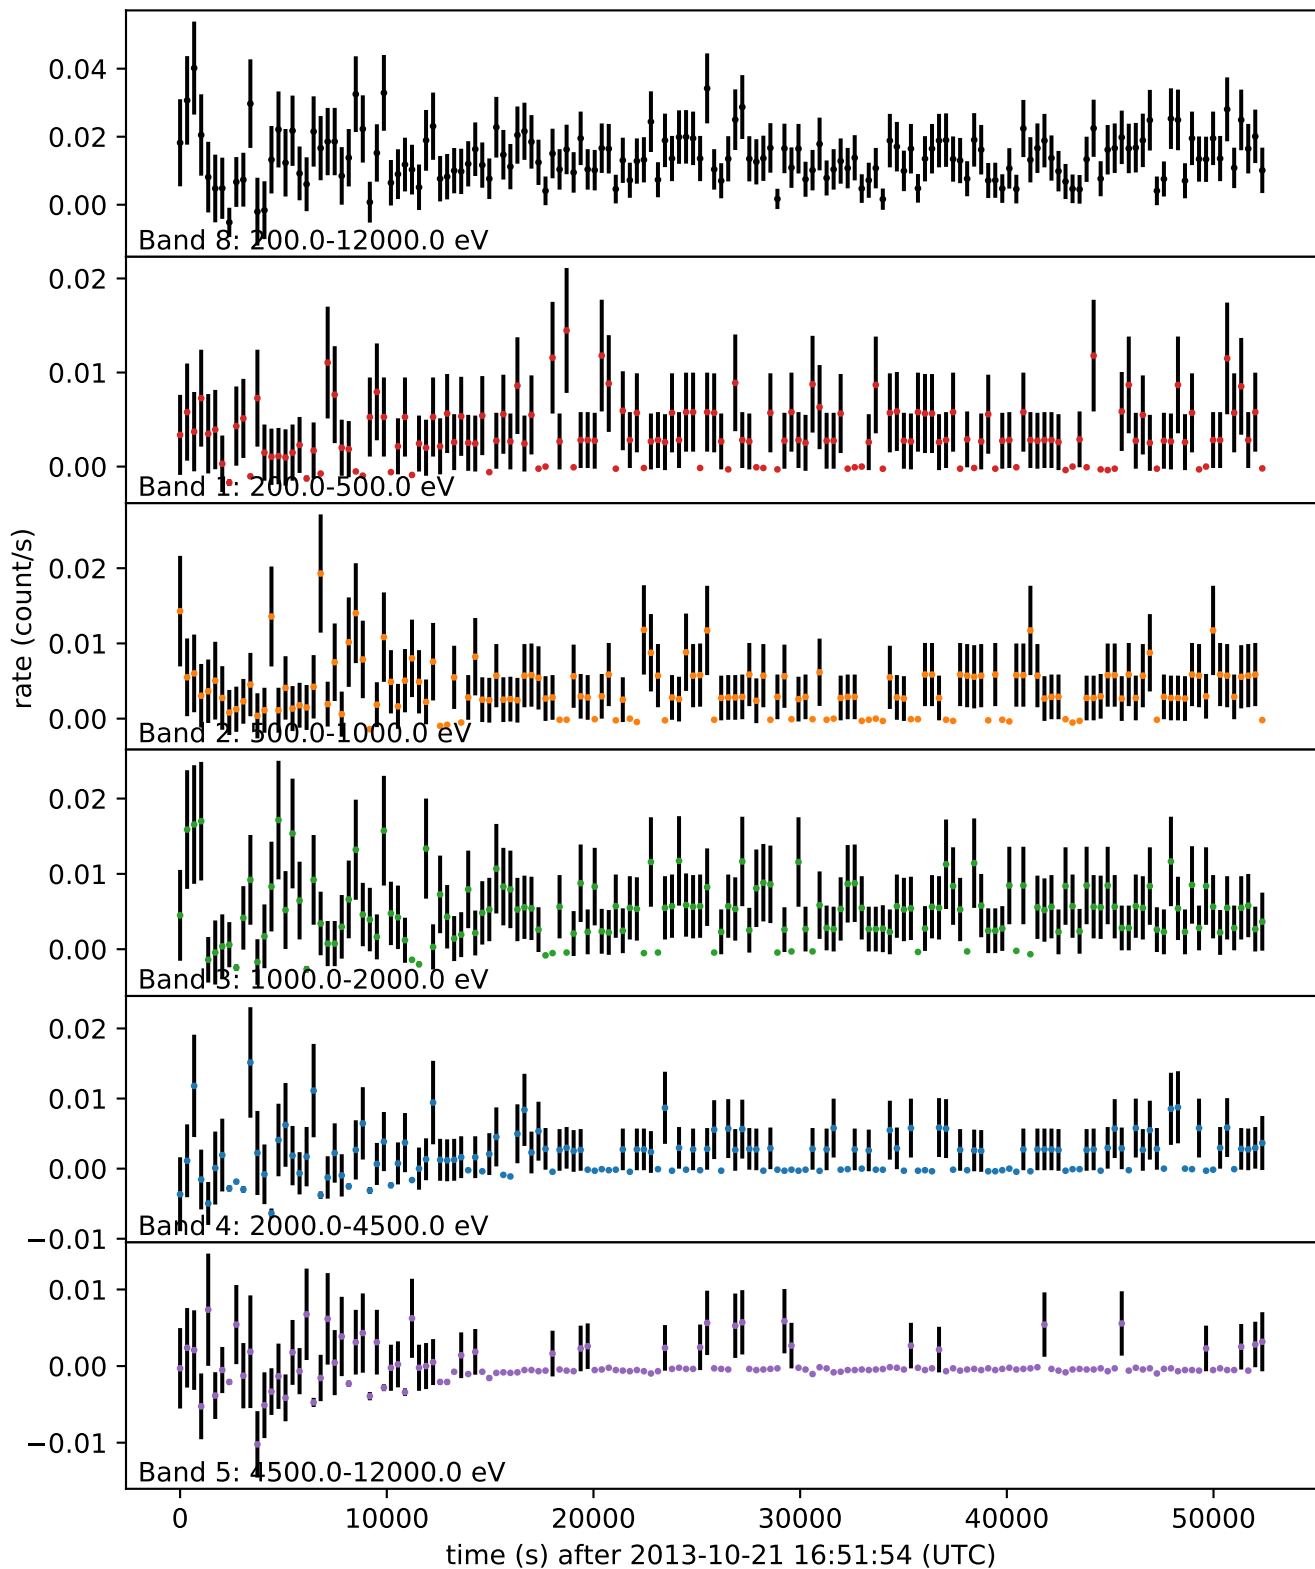 0.04
0.02
0.00
Band 8: 200.0-12000.0 eV
0.02
0.01
0.00
Band 1: 200.0-500.0 eV
rate (count/s)
0.02
0.01
0.00
Band 2: 500.0-1000.0 eV
0.02
0.01
0.00
Band 3: 1000.0-2000.0 eV
0.02
0.01
0.00
−0.01
Band 4: 2000.0-4500.0 eV
0.01
0.00
−0.01
Band 5: 4500.0-12000.0 eV
0 10000 20000 30000 40000 50000
time (s) after 2013-10-21 16:51:54 (UTC)